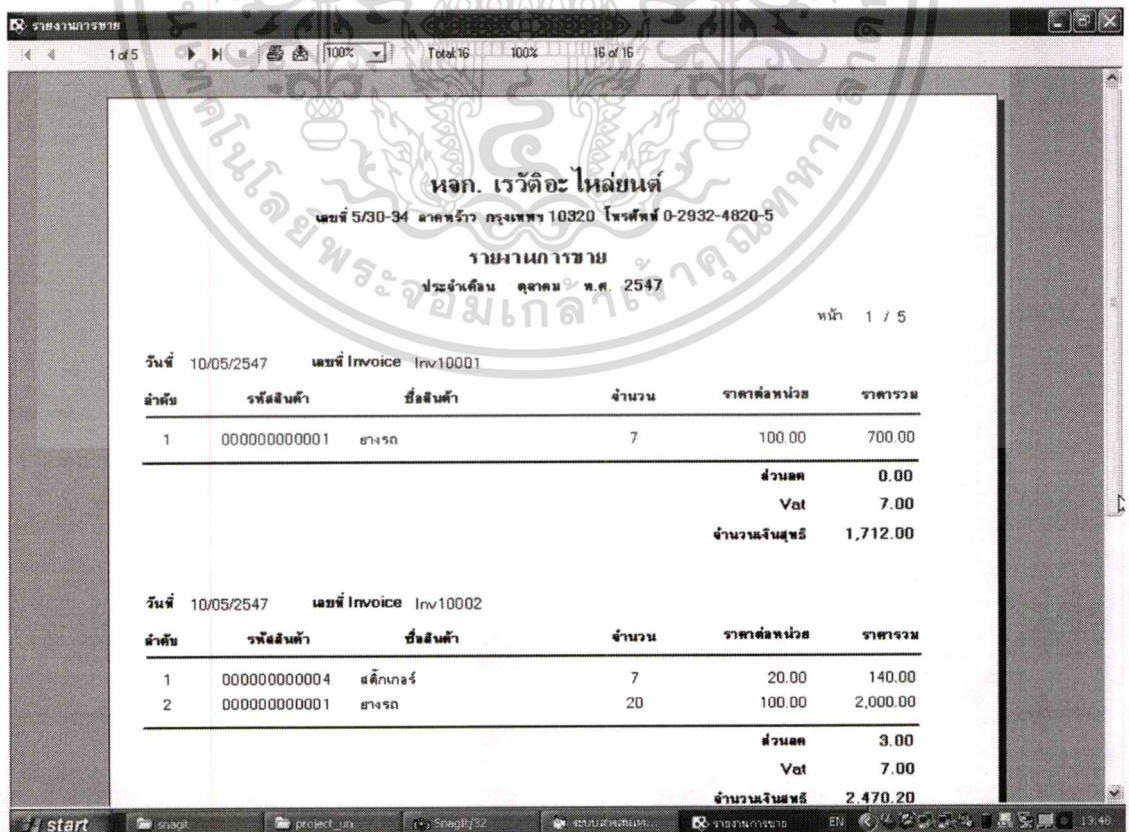 รายงานการขาย
1 of 5 100% Total:16 100% 16 of 16
หจก. เรวัติอะไหล่ยนต์
เลขที่ 5/30-34 ลาดพร้าว กรุงเทพฯ 10320 โทรศัพท์ 0-2932-4820-5
รายงานการขาย
ประจำเดือน ตุลาคม พ.ศ. 2547
หน้า 1 / 5
วันที่ 10/05/2547 เลขที่ Invoice Inv10001
ลำดับ รหัสสินค้า ชื่อสินค้า จำนวน ราคาต่อหน่วย ราคารวม
1 000000000001 ยางรถ 7 100.00 700.00
ส่วนลด 0.00
Vat 7.00
จำนวนเงินสุทธิ 1,712.00
วันที่ 10/05/2547 เลขที่ Invoice Inv10002
ลำดับ รหัสสินค้า ชื่อสินค้า จำนวน ราคาต่อหน่วย ราคารวม
1 000000000004 สติ๊กเกอร์ 7 20.00 140.00
2 000000000001 ยางรถ 20 100.00 2,000.00
ส่วนลด 3.00
Vat 7.00
จำนวนเงินสุทธิ 2,470.20
start snagit project_un SnagIt/32 ระบบสารสนเท... รายงานการขาย EN 13:46